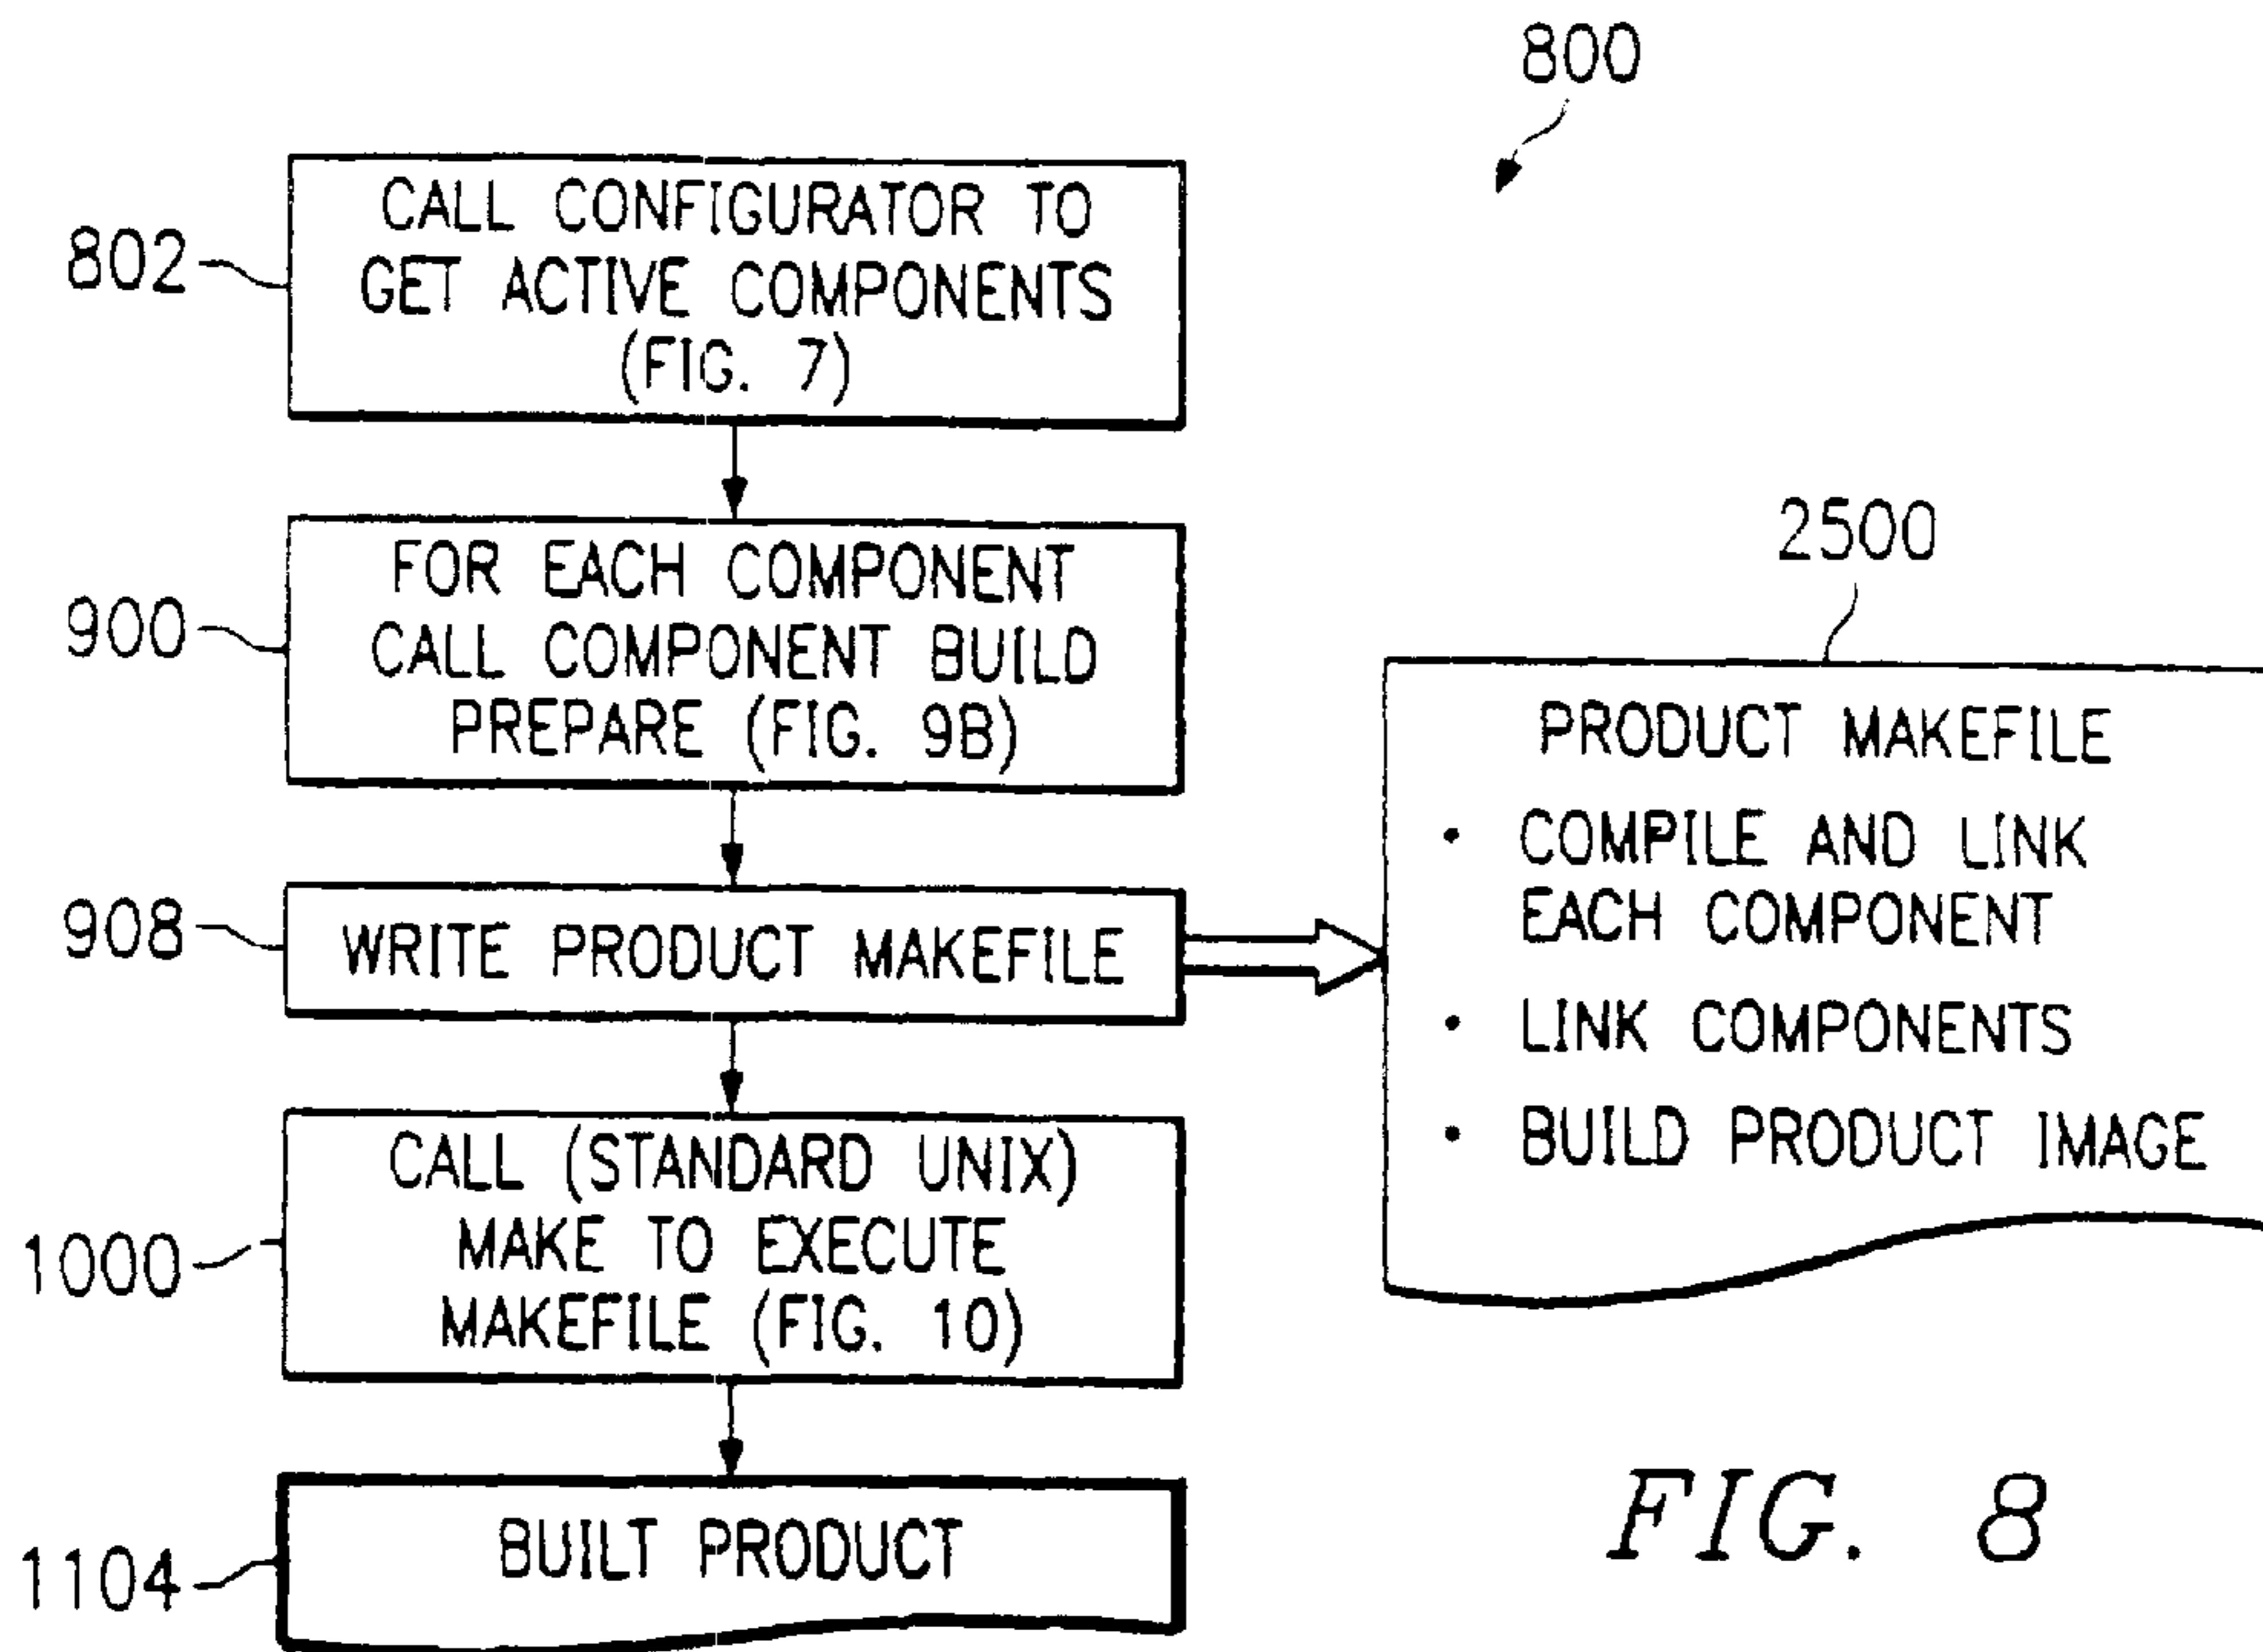 800
802
CALL CONFIGURATOR TO
GET ACTIVE COMPONENTS
(FIG. 7)
900
FOR EACH COMPONENT
CALL COMPONENT BUILD
PREPARE (FIG. 9B)
908
WRITE PRODUCT MAKEFILE
2500
PRODUCT MAKEFILE
• COMPILE AND LINK
EACH COMPONENT
• LINK COMPONENTS
• BUILD PRODUCT IMAGE
1000
CALL (STANDARD UNIX)
MAKE TO EXECUTE
MAKEFILE (FIG. 10)
1104
BUILT PRODUCT
FIG. 8